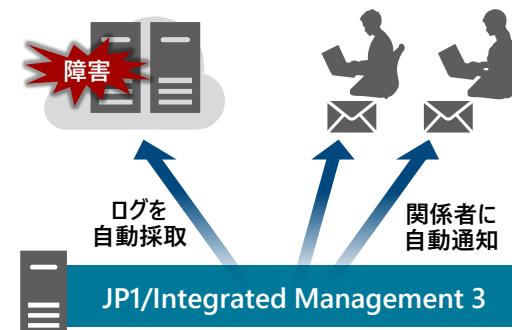 障害
ログを
自動採取
関係者に
自動通知
JP1/Integrated Management 3